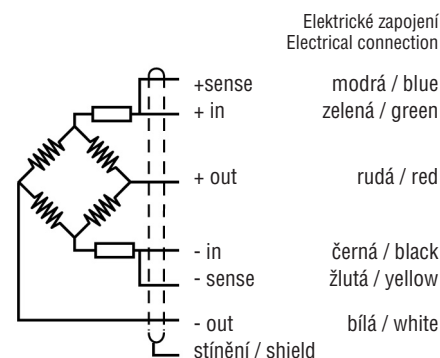 Elektrické zapojení
Electrical connection
+sense modrá / blue
+ in zelená / green
+ out rudá / red
- in černá / black
- sense žlutá / yellow
- out bílá / white
stínění / shield